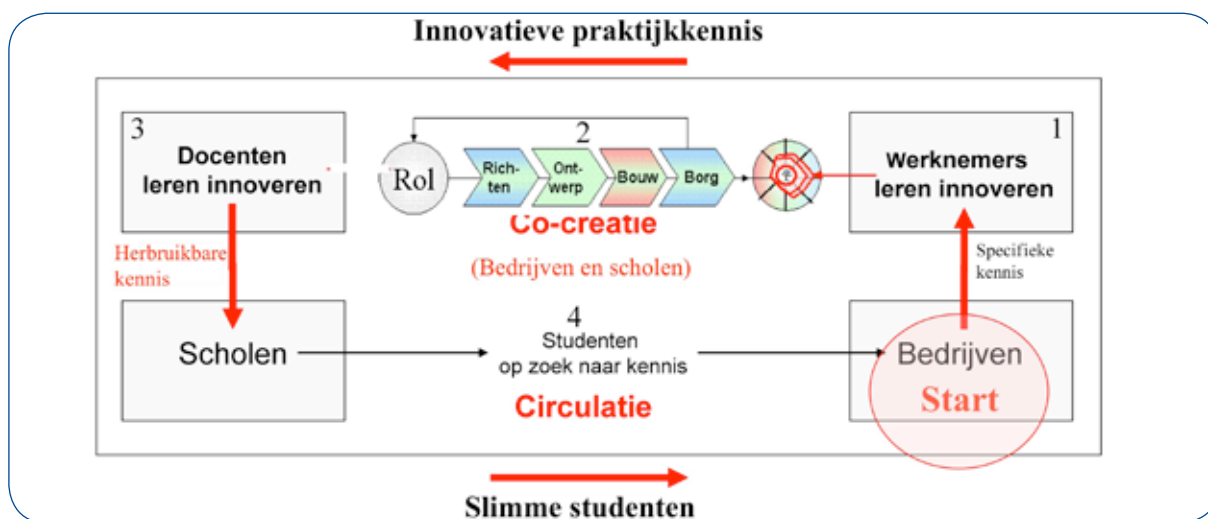 Innovatieve praktijkkennis
3
Docenten
leren innoveren
2
Rol
Rich-
ten
Ont-
werp
Bouw
Borg
1
Werknemers
leren innoveren
Co-creatie
(Bedrijven en scholen)
Herbruikbare
kennis
Specifieke
kennis
Scholen
4
Studenten
op zoek naar kennis
Circulatie
Bedrijven
Start
Slimme studenten